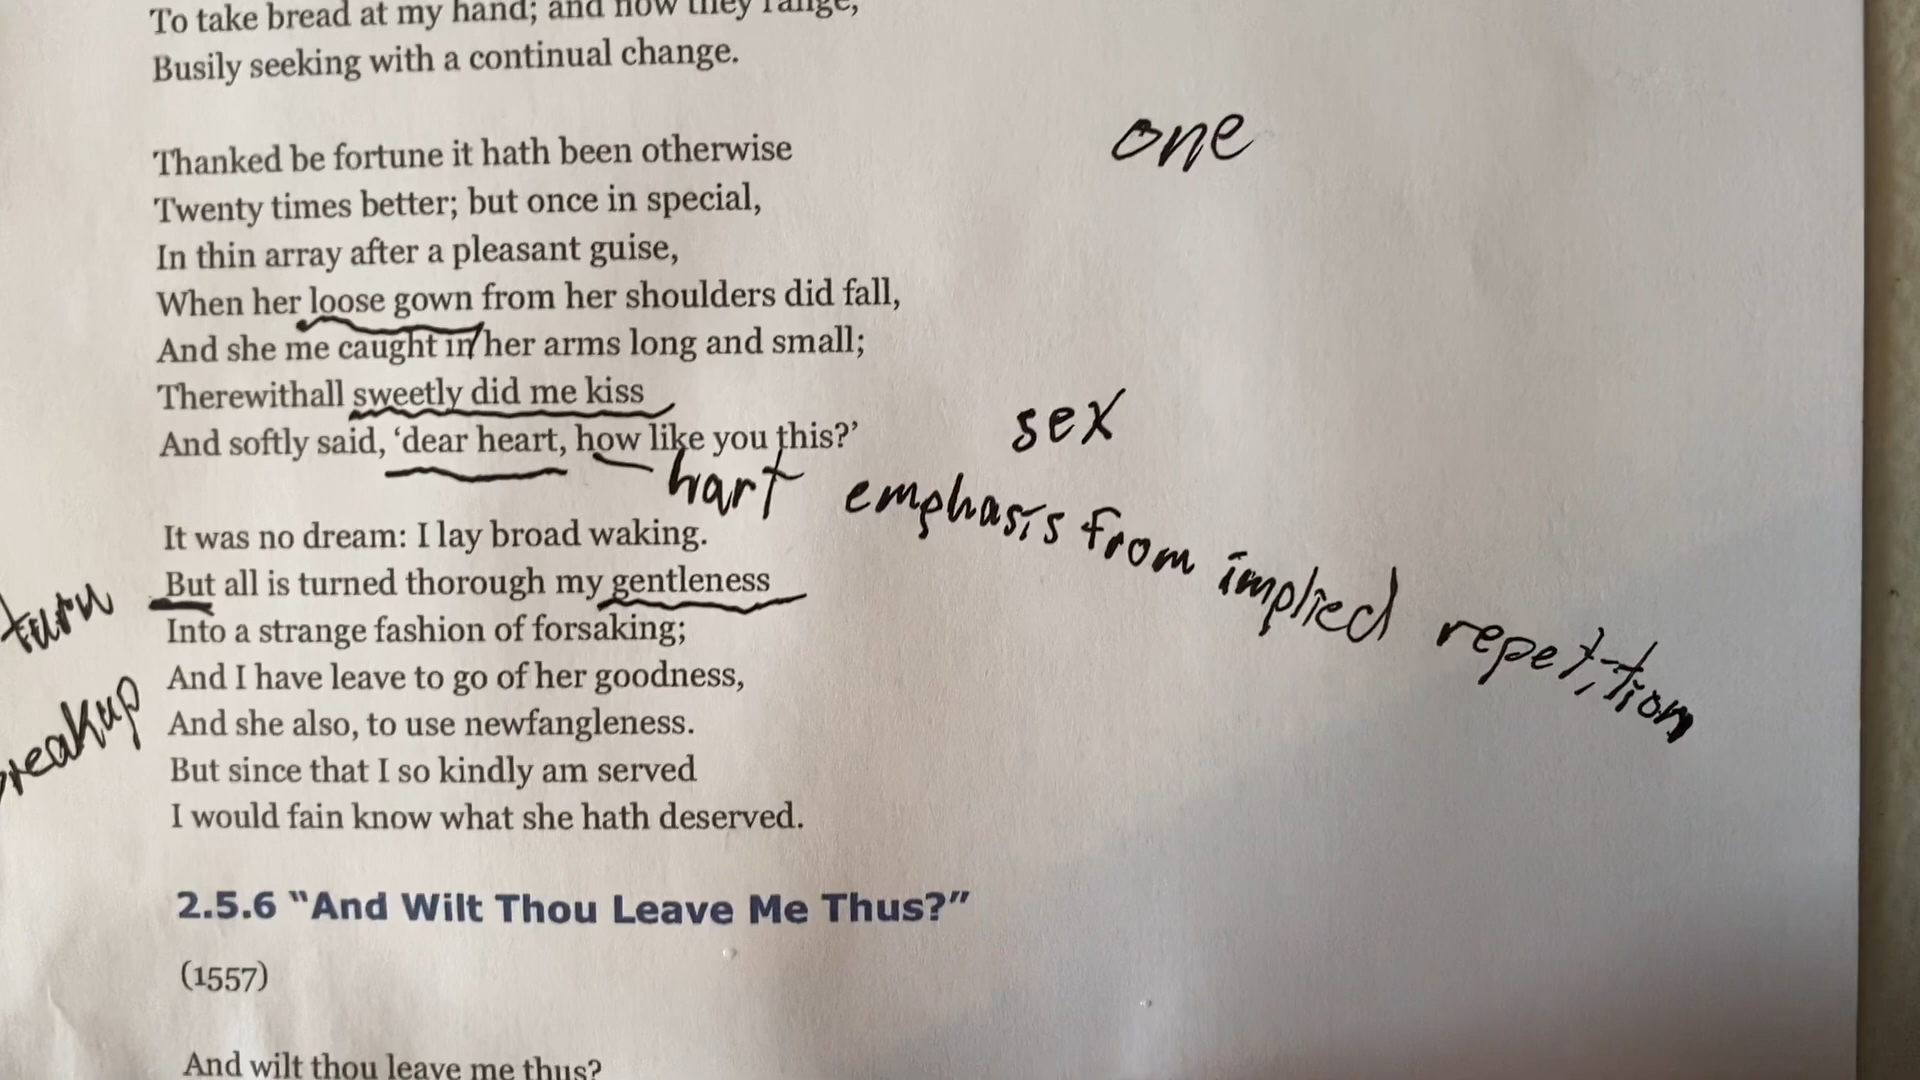 To take bread at my hand; and now they range,
Busily seeking with a continual change.
Thanked be fortune it hath been otherwise
one
Twenty times better; but once in special,
In thin array after a pleasant guise,
When her loose gown from her shoulders did fall,
And she me caught in her arms long and small;
Therewithall sweetly did me kiss
And softly said, ‘dear heart, how like you this?’
sex
hart emphasis from implied repetition
It was no dream: I lay broad waking.
But all is turned thorough my gentleness
turn
Into a strange fashion of forsaking;
And I have leave to go of her goodness,
reakup
And she also, to use newfangleness.
But since that I so kindly am served
I would fain know what she hath deserved.
2.5.6 “And Wilt Thou Leave Me Thus?”
(1557)
And wilt thou leave me thus?